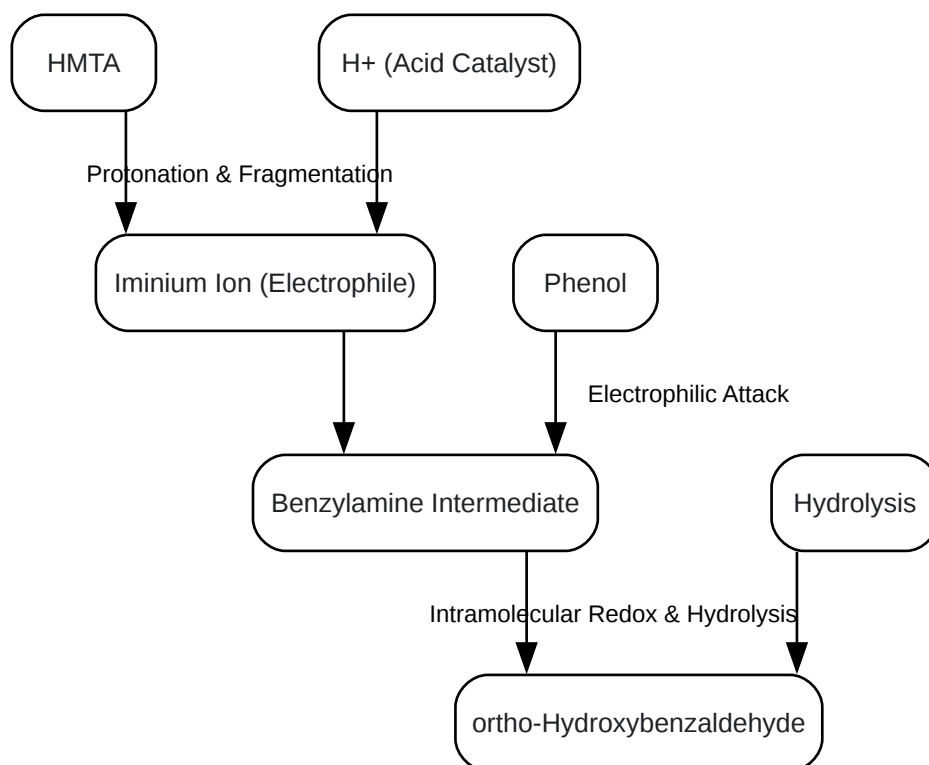 HMTA
H+ (Acid Catalyst)
Protonation & Fragmentation
Iminium Ion (Electrophile)
Phenol
Electrophilic Attack
Benzylamine Intermediate
Hydrolysis
Intramolecular Redox & Hydrolysis
ortho-Hydroxybenzaldehyde